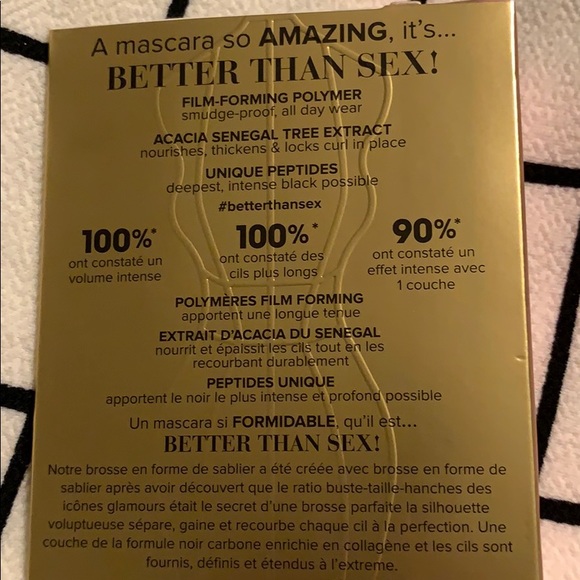 A mascara so AMAZING, it's...
BETTER THAN SEX!
FILM-FORMING POLYMER
smudge-proof, all day wear
ACACIA SENEGAL TREE EXTRACT
nourishes, thickens & locks curl in place
UNIQUE PEPTIDES
deepest, intense black possible
#betterthansex
100%*
ont constaté un
volume intense
100%*
ont constaté des
cils plus longs
90%*
ont constaté un
effet intense avec
1 couche
POLYMÈRES FILM FORMING
apportent une longue tenue
EXTRAIT D'ACACIA DU SENEGAL
nourrit et épaissit les cils tout en les
recourbant durablement
PEPTIDES UNIQUE
apportent le noir le plus intense et profond possible
Un mascara si FORMIDABLE, qu'il est...
BETTER THAN SEX!
Notre brosse en forme de sablier a été créée avec brosse en forme de
sablier après avoir découvert que le ratio buste-taille-hanches des
icônes glamours était le secret d'une brosse parfaite la silhouette
voluptueuse sépare, gaine et recourbe chaque cil à la perfection. Une
couche de la formule noir carbone enrichie en collagène et les cils sont
fournis, définis et étendus à l'extreme.